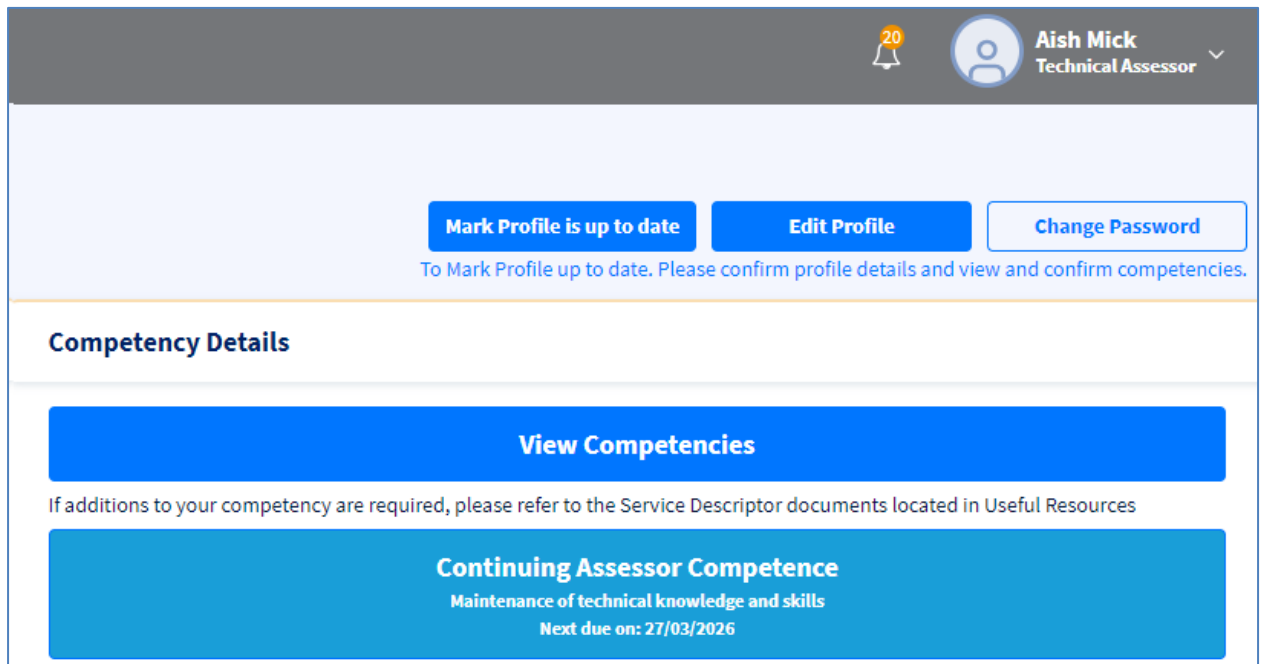 20
Aish Mick
Technical Assessor
Mark Profile is up to date
Edit Profile
Change Password
To Mark Profile up to date. Please confirm profile details and view and confirm competencies.
Competency Details
View Competencies
If additions to your competency are required, please refer to the Service Descriptor documents located in Useful Resources
Continuing Assessor Competence
Maintenance of technical knowledge and skills
Next due on: 27/03/2026